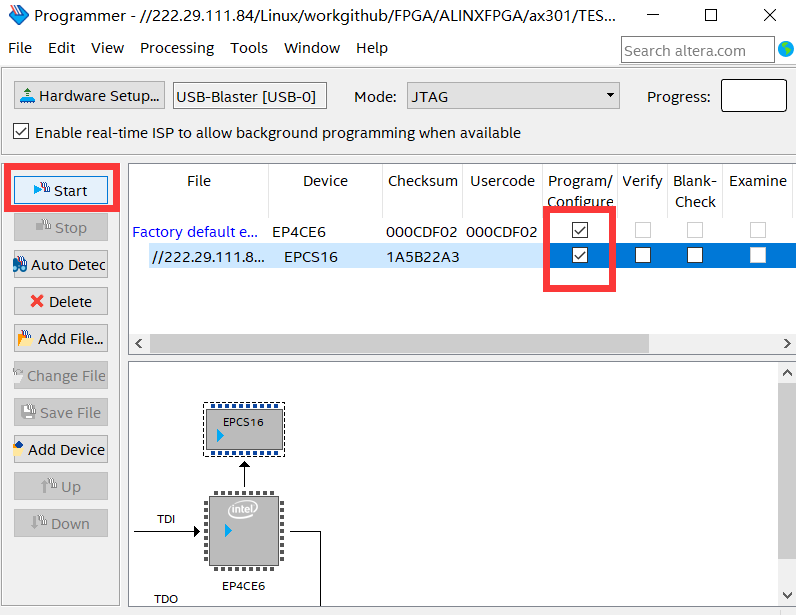 Programmer - //222.29.111.84/Linux/workgithub/FPGA/ALINXFPGA/ax301/TES...
File Edit View Processing Tools Window Help
Search altera.com
Hardware Setup... USB-Blaster [USB-0] Mode: JTAG Progress:
Enable real-time ISP to allow background programming when available
Start
Stop
Auto Detec
Delete
Add File...
Change File
Save File
Add Device
Up
Down
File Device Checksum Usercode Program/ Verify Blank- Examine
Configure Check
Factory default e... EP4CE6 000CDF02 000CDF02
//222.29.111.8... EPCS16 1A5B22A3
EPCS16
TDI
intel
EP4CE6
TDO